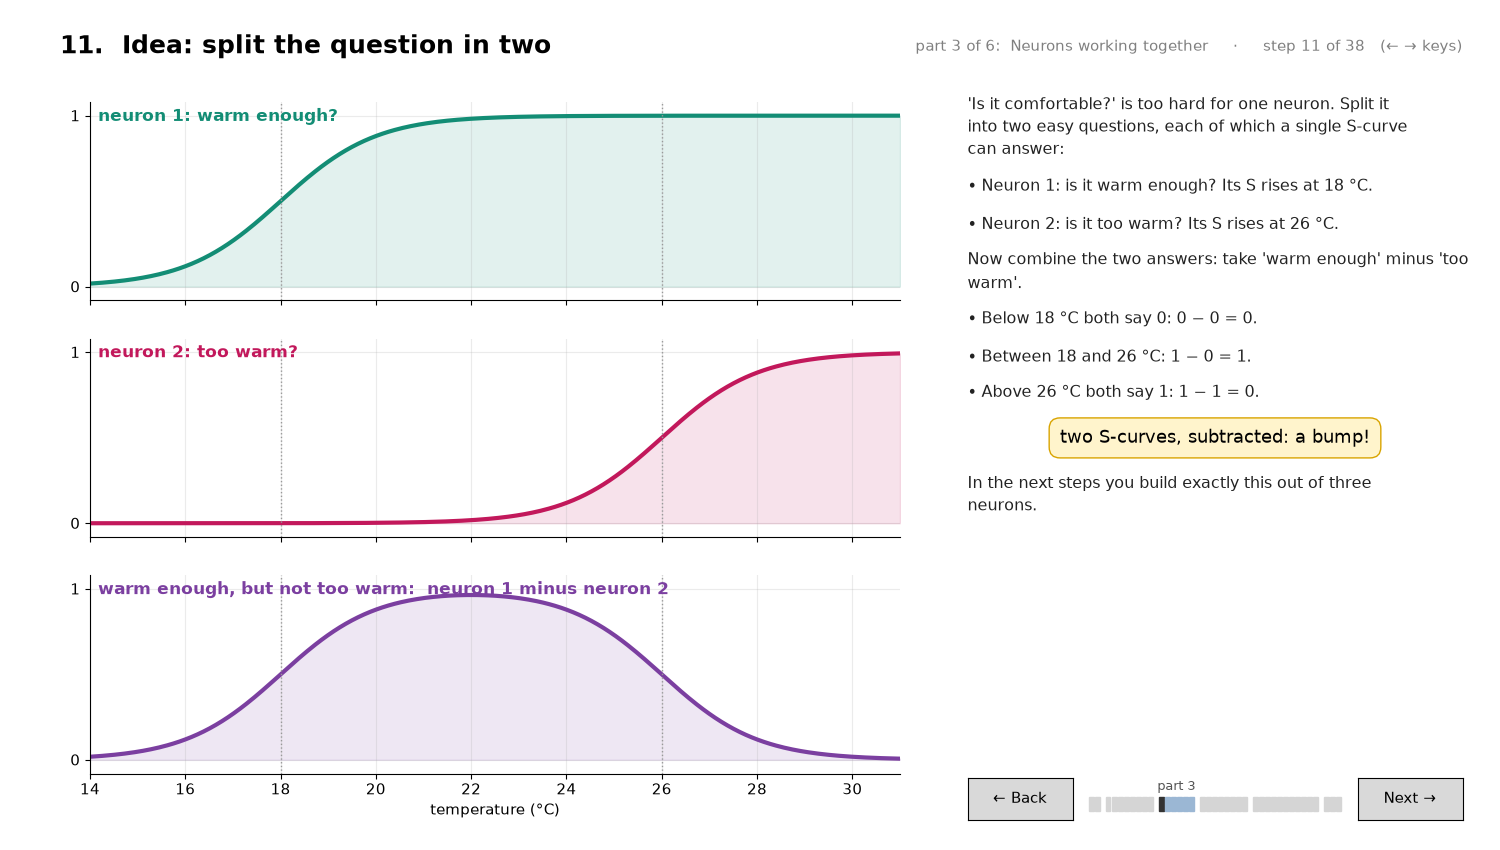 11.  Idea: split the question in two
part 3 of 6:  Neurons working together   ·   step 11 of 38   (← → keys)
1
neuron 1: warm enough?
0
1
neuron 2: too warm?
0
1
warm enough, but not too warm:  neuron 1 minus neuron 2
0
14 16 18 20 22 24 26 28 30
temperature (°C)
'Is it comfortable?' is too hard for one neuron. Split it
into two easy questions, each of which a single S-curve
can answer:
• Neuron 1: is it warm enough? Its S rises at 18 °C.
• Neuron 2: is it too warm? Its S rises at 26 °C.
Now combine the two answers: take 'warm enough' minus 'too
warm'.
• Below 18 °C both say 0: 0 − 0 = 0.
• Between 18 and 26 °C: 1 − 0 = 1.
• Above 26 °C both say 1: 1 − 1 = 0.
two S-curves, subtracted: a bump!
In the next steps you build exactly this out of three
neurons.
part 3
← Back
Next →